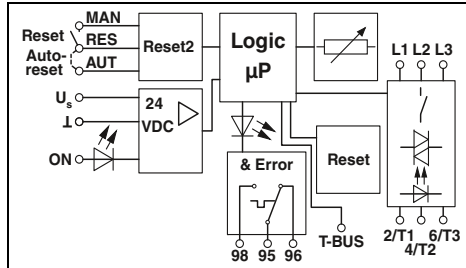 MAN
Reset
RES
Reset2
Auto-
reset
AUT
Logic
µP
L1 L2 L3
Us
24
VDC
⊥
ON
& Error
Reset
98 95 96
T-BUS
2/T1 6/T3
4/T2